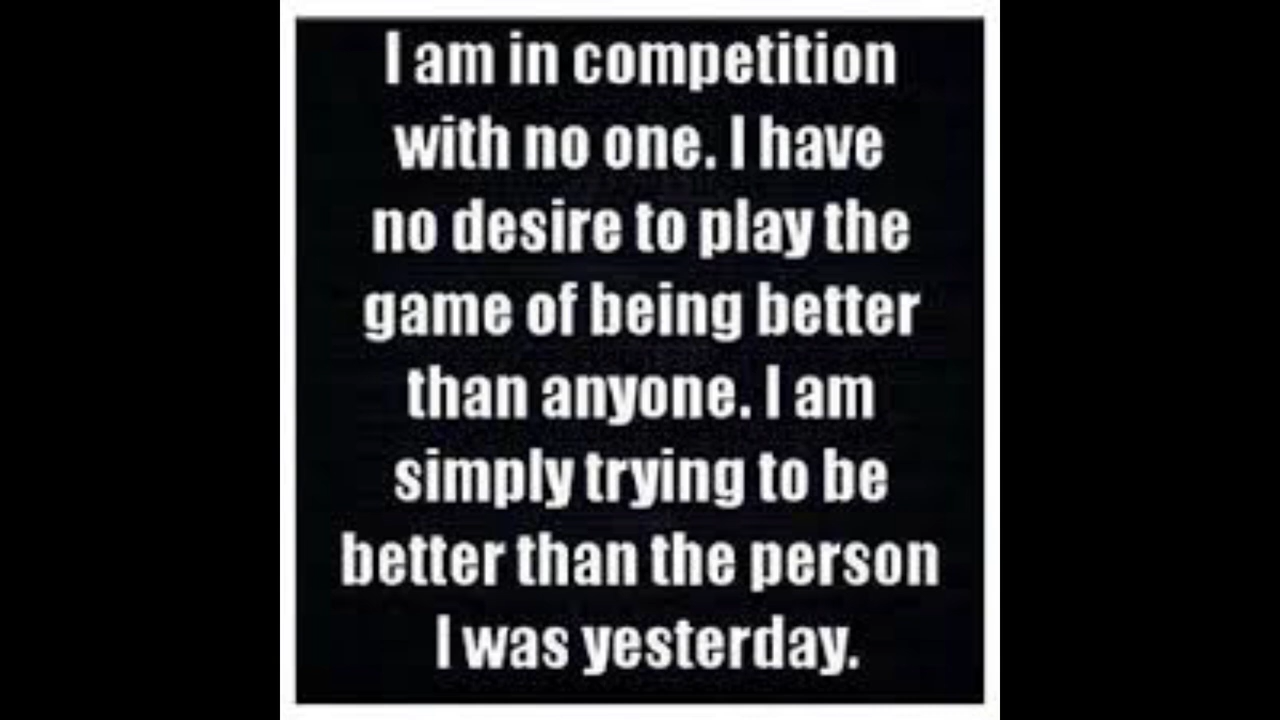 I am in competition
with no one. I have
no desire to play the
game of being better
than anyone. I am
simply trying to be
better than the person
I was yesterday.